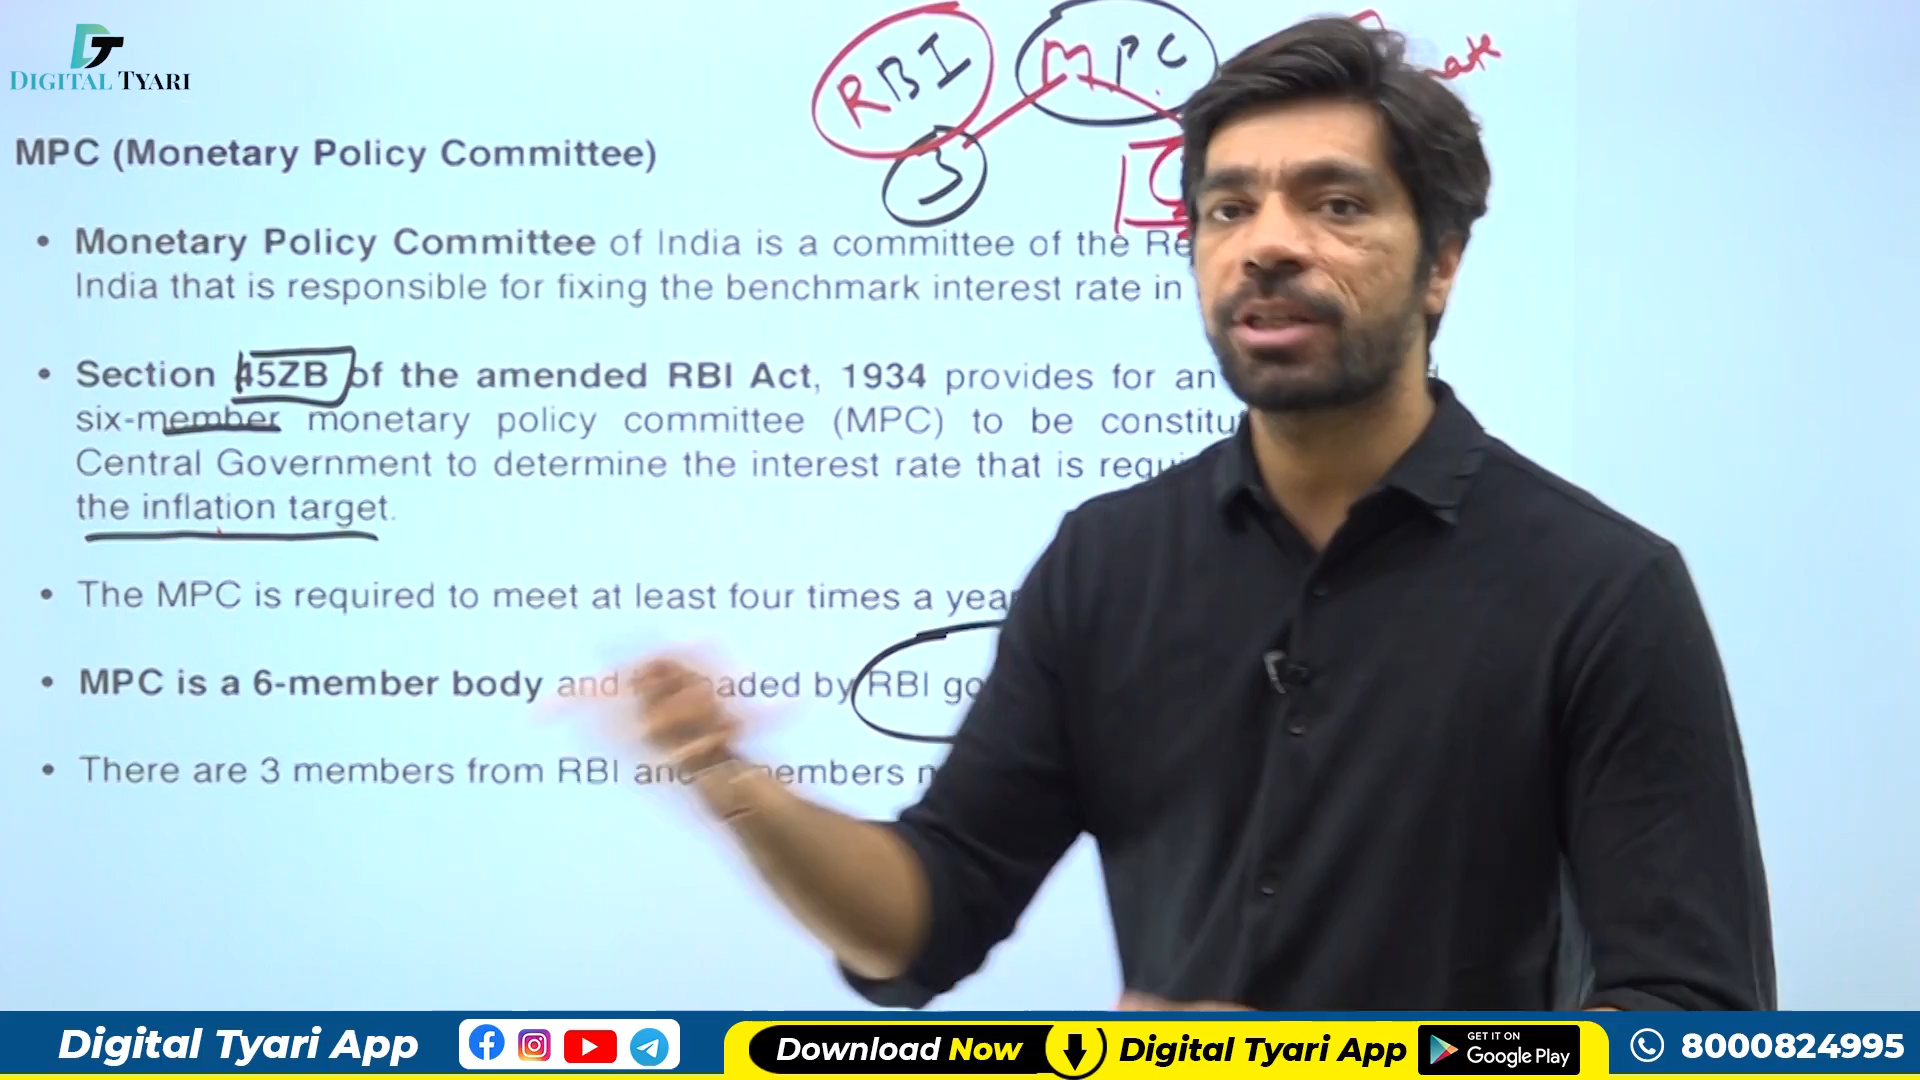 DT
DIGITAL TYARI
RBI
MPC
3
MPC (Monetary Policy Committee)
• Monetary Policy Committee of India is a committee of the Re
India that is responsible for fixing the benchmark interest rate in
• Section 45ZB of the amended RBI Act, 1934 provides for an
six-member monetary policy committee (MPC) to be constitu
Central Government to determine the interest rate that is requi
the inflation target.
• The MPC is required to meet at least four times a year
• MPC is a 6-member body and aded by RBI go
• There are 3 members from RBI and embers n
Digital Tyari App
Download Now
Digital Tyari App
GET IT ON
Google Play
8000824995